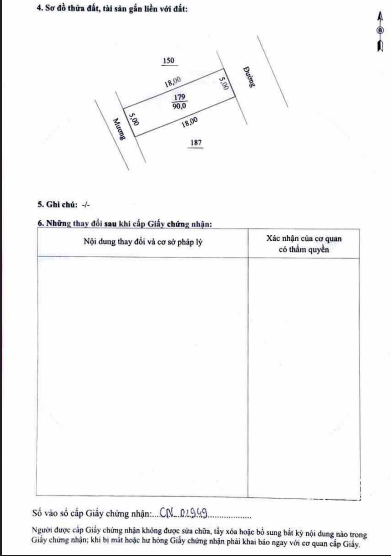 4. Sơ đồ thửa đất, tài sản gắn liền với đất:
150
18,00
Đường
5,00
179
90,0
5,00
Mương
18,00
187
5. Ghi chú: -/-
6. Những thay đổi sau khi cấp Giấy chứng nhận:
Nội dung thay đổi và cơ sở pháp lý
Xác nhận của cơ quan
có thẩm quyền
Số vào sổ cấp Giấy chứng nhận:...CN 01949
Người được cấp Giấy chứng nhận không được sửa chữa, tẩy xóa hoặc bổ sung bất kỳ nội dung nào trong
Giấy chứng nhận; khi bị mất hoặc hư hỏng Giấy chứng nhận phải khai báo ngay với cơ quan cấp Giấy.